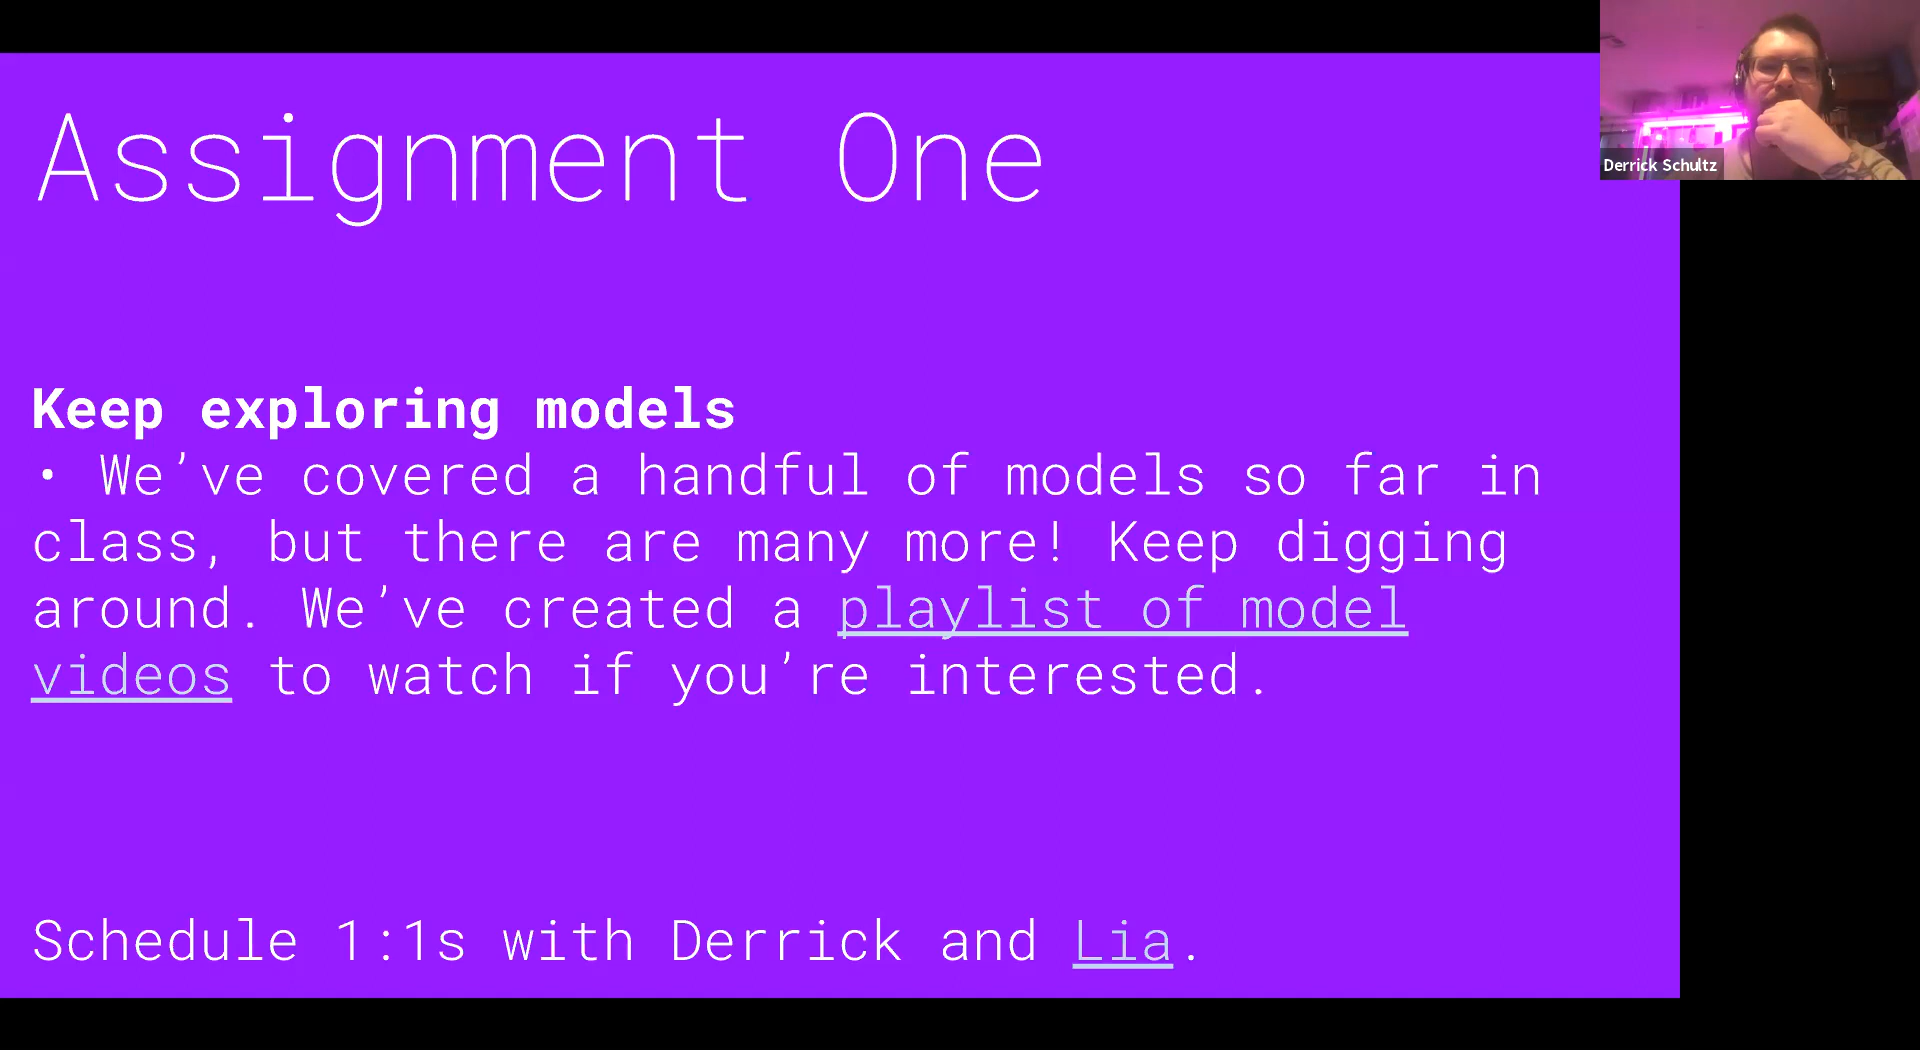 Assignment One
Keep exploring models
• We’ve covered a handful of models so far in
class, but there are many more! Keep digging
around. We’ve created a playlist of model
videos to watch if you’re interested.
Schedule 1:1s with Derrick and Lia.
Derrick Schultz